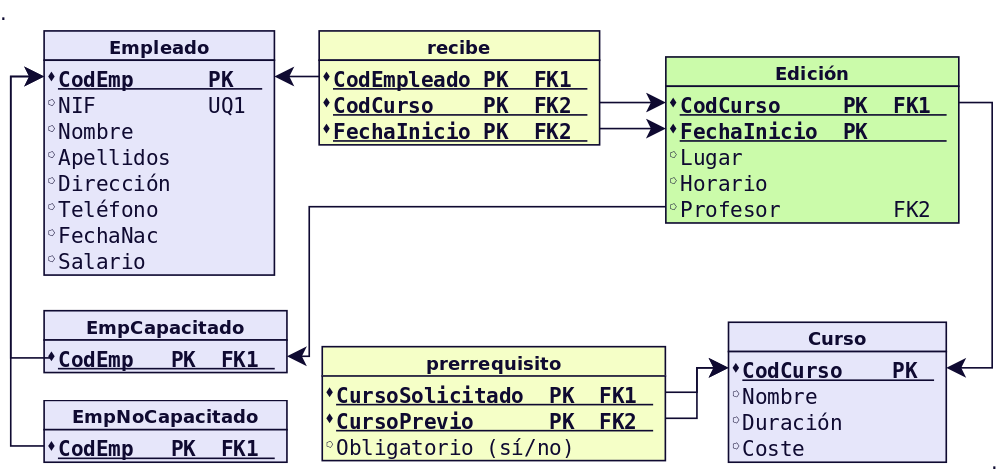 Empleado
CodEmp PK
NIF UQ1
Nombre
Apellidos
Dirección
Teléfono
FechaNac
Salario
recibe
CodEmpleado PK FK1
CodCurso PK FK2
FechaInicio PK FK2
Edición
CodCurso PK FK1
FechaInicio PK
Lugar
Horario
Profesor FK2
EmpCapacitado
CodEmp PK FK1
EmpNoCapacitado
CodEmp PK FK1
prerrequisito
CursoSolicitado PK FK1
CursoPrevio PK FK2
Obligatorio (sí/no)
Curso
CodCurso PK
Nombre
Duración
Coste